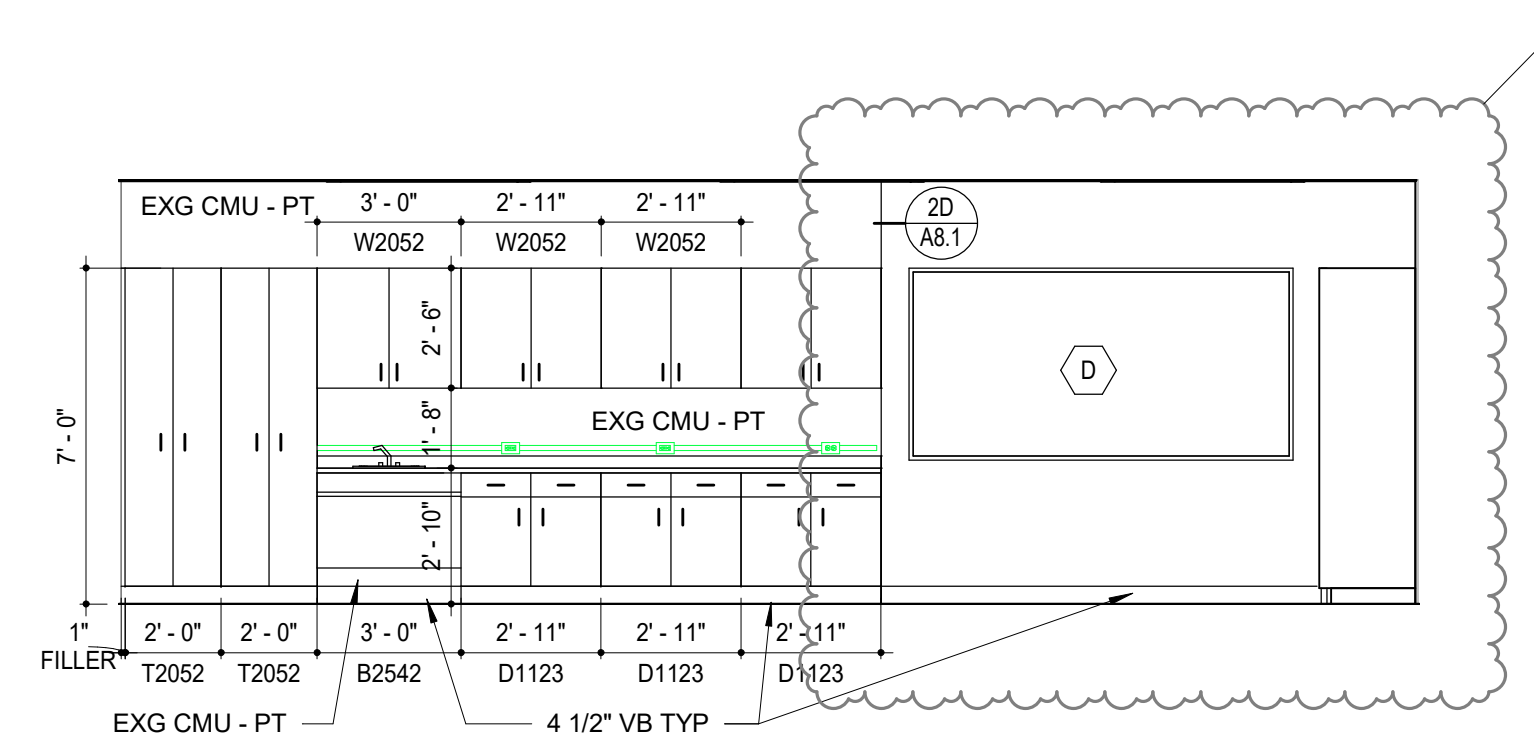 EXG CMU - PT
3' - 0"
2' - 11"
2' - 11"
W2052
W2052
W2052
2D
A8.1
2' - 6"
D
7' - 0"
1' - 8"
EXG CMU - PT
2' - 10"
1"
FILLER
2' - 0"
2' - 0"
3' - 0"
2' - 11"
2' - 11"
2' - 11"
T2052
T2052
B2542
D1123
D1123
D1123
EXG CMU - PT
4 1/2" VB TYP